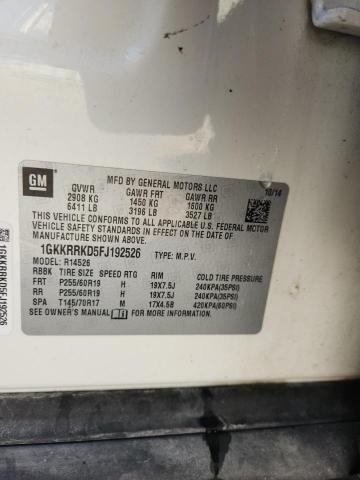 GM
MFD BY GENERAL MOTORS LLC
10/14
GVWR GAWR FRT GAWR RR
2908 KG 1450 KG 1600 KG
6411 LB 3196 LB 3527 LB
THIS VEHICLE CONFORMS TO ALL APPLICABLE U.S. FEDERAL MOTOR
VEHICLE SAFETY AND BUMPER STANDARDS IN EFFECT ON THE DATE OF
MANUFACTURE SHOWN ABOVE.
1GKKRRKD5FJ192526 TYPE: M.P.V.
MODEL: R14526
RBBK TIRE SIZE SPEED RTG RIM COLD TIRE PRESSURE
FRT P255/60R19 H 19X7.5J 240KPA(35PSI)
RR P255/60R19 H 19X7.5J 240KPA(35PSI)
SPA T145/70R17 M 17X4.5B 420KPA(60PSI)
SEE OWNER'S MANUAL FOR ADDITIONAL INFORMATION.
1GKKRRKD5FJ192526